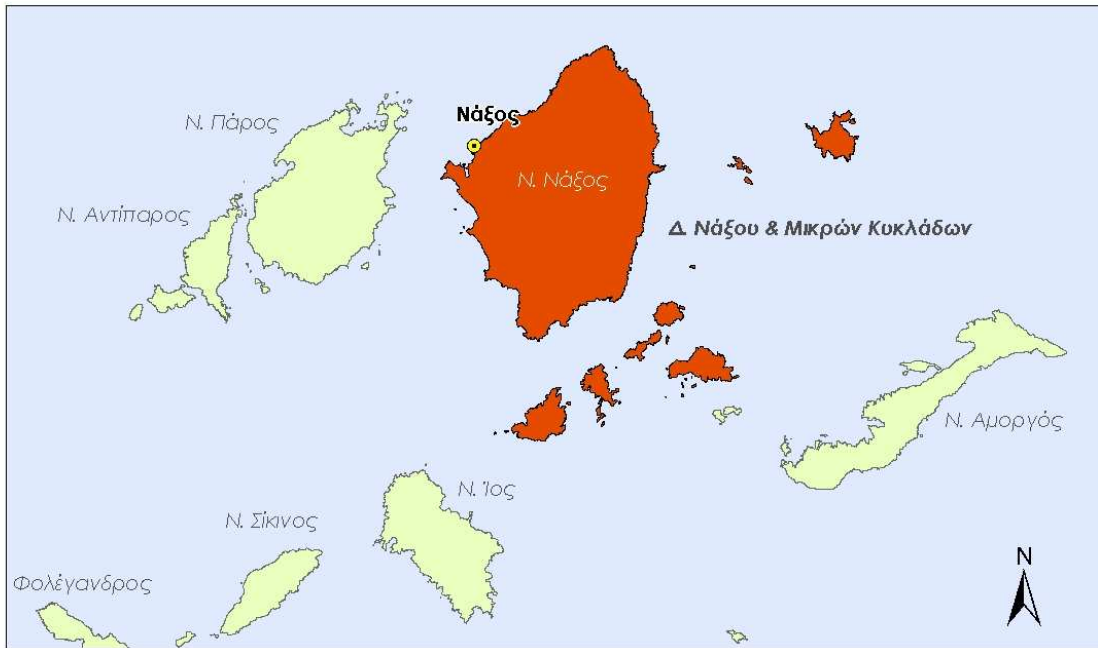 Νάξος
Ν. Πάρος
Ν. Νάξος
Ν. Αντίπαρος
Δ. Νάξου & Μικρών Κυκλάδων
Ν. Αμοργός
Ν. Ίος
Ν. Σίκινος
Φολέγανδρος
N